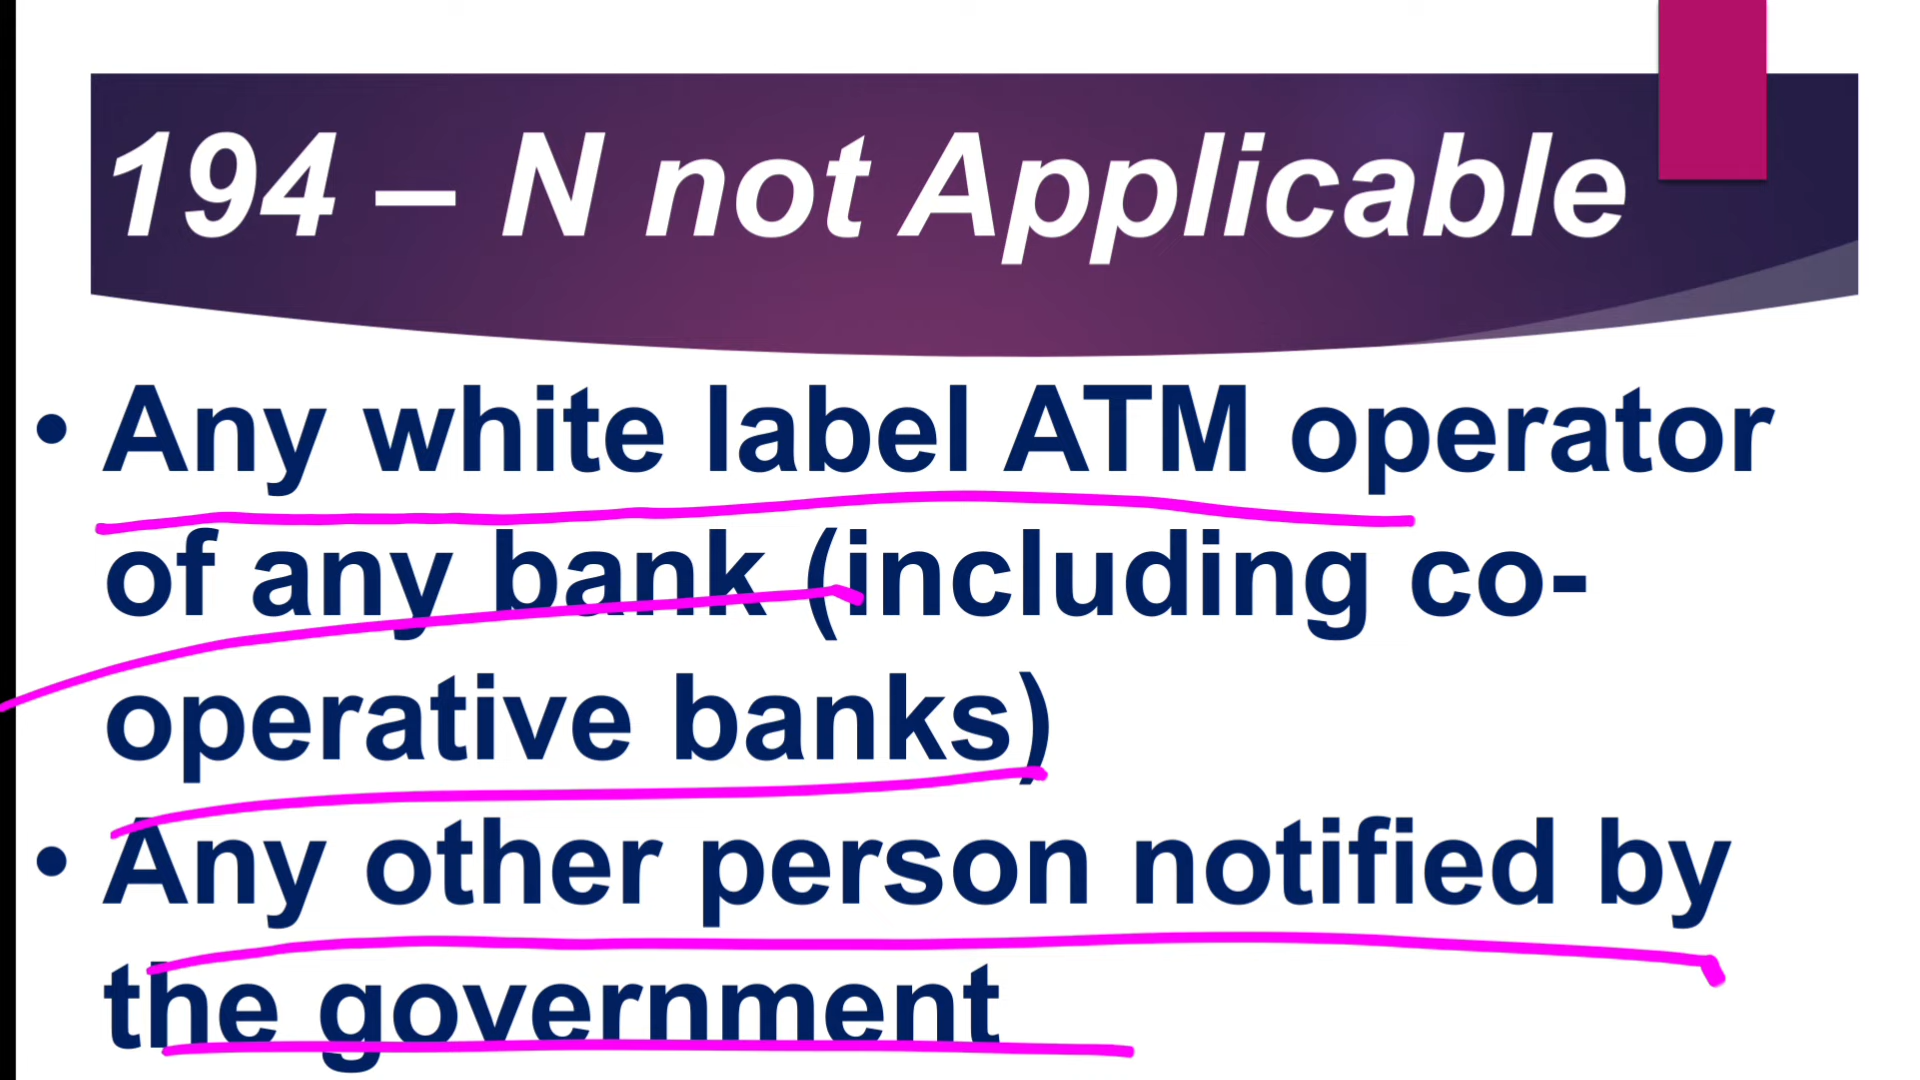 194 – N not Applicable
• Any white label ATM operator
of any bank (including co-
operative banks)
• Any other person notified by
the government